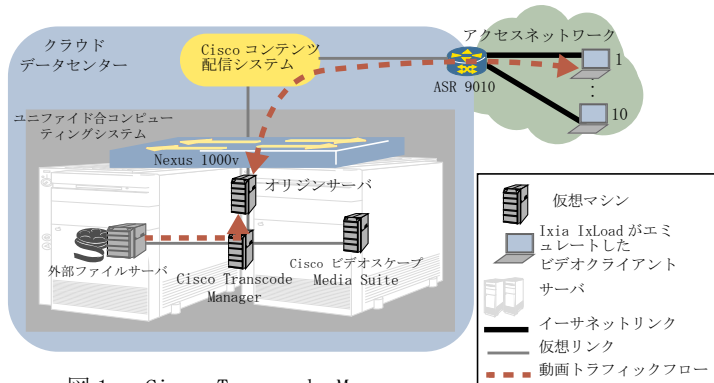 クラウド
データセンター
Cisco コンテンツ
配信システム
アクセスネットワーク
1
10
ASR 9010
ユニファイド合コンピュー
ティングシステム
Nexus 1000v
オリジンサーバ
外部ファイルサーバ
Cisco Transcode
Manager
Cisco ビデオスケープ
Media Suite
仮想マシン
Ixia IxLoad がエミ
ュレートした
ビデオクライアント
サーバ
イーサネットリンク
仮想リンク
動画トラフィックフロー